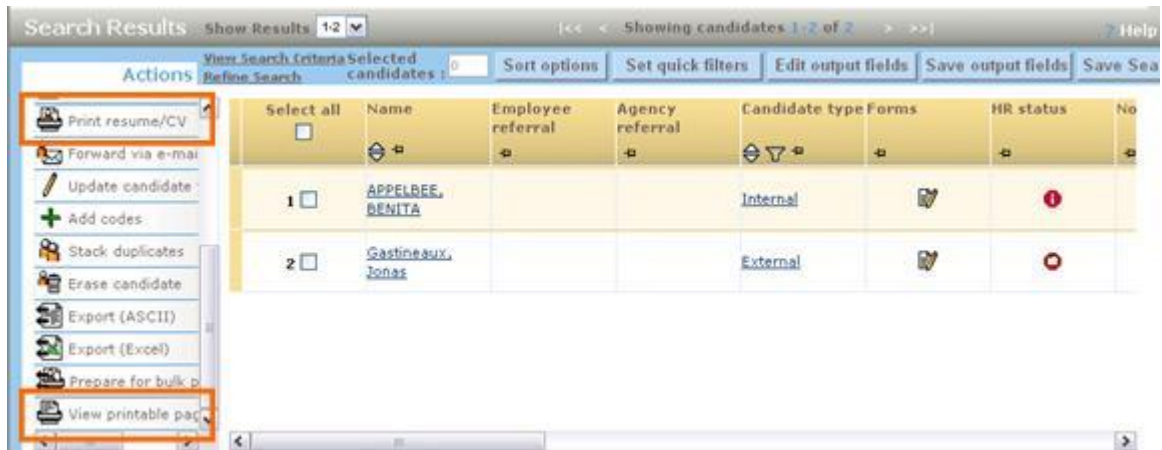 Search Results Show Results 1-2 |<< < Showing candidates 1-2 of 2 > >>| ? Help
Actions View Search Criteria Refine Search Selected candidates : 0 Sort options Set quick filters Edit output fields Save output fields Save Sea
Print resume/CV
Forward via e-mai
Update candidate
Add codes
Stack duplicates
Erase candidate
Export (ASCII)
Export (Excel)
Prepare for bulk p
View printable pag
Select all Name Employee referral Agency referral Candidate type Forms HR status No
1 APPELBEE, BENITA Internal
2 Gastineaux, Jonas External